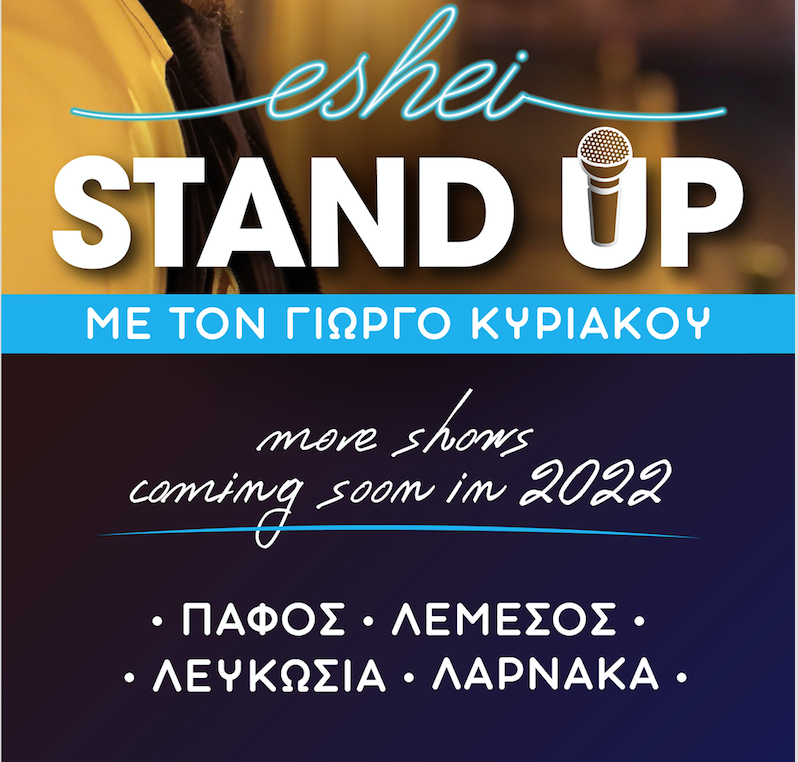 eshei
STAND UP
ΜΕ ΤΟΝ ΓΙΩΡΓΟ ΚΥΡΙΑΚΟΥ
more shows
coming soon in 2022
• ΠΑΦΟΣ • ΛΕΜΕΣΟΣ •
• ΛΕΥΚΩΣΙΑ • ΛΑΡΝΑΚΑ •